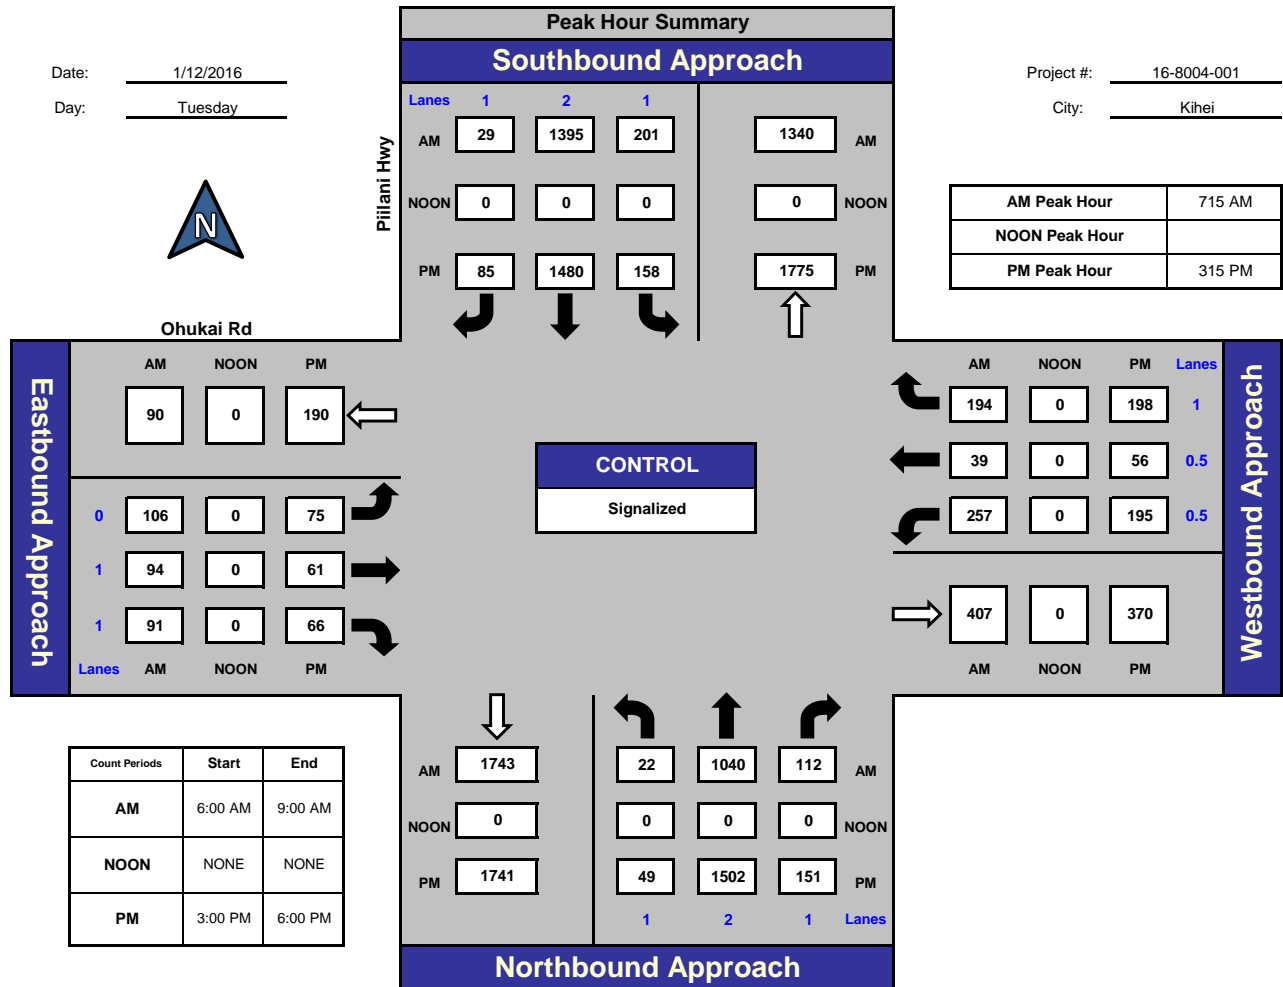 Peak Hour Summary
Southbound Approach
Date: 1/12/2016
Day: Tuesday
Project #: 16-8004-001
City: Kihei
N
Piilani Hwy
Lanes 1 2 1
AM 29 1395 201 1340 AM
NOON 0 0 0 0 NOON
PM 85 1480 158 1775 PM
AM Peak Hour 715 AM
NOON Peak Hour
PM Peak Hour 315 PM
Ohukai Rd
Eastbound Approach
AM NOON PM
90 0 190
0 106 0 75
1 94 0 61
1 91 0 66
Lanes AM NOON PM
CONTROL
Signalized
AM NOON PM Lanes
194 0 198 1
39 0 56 0.5
257 0 195 0.5
407 0 370
AM NOON PM
Westbound Approach
Count Periods Start End
AM 6:00 AM 9:00 AM
NOON NONE NONE
PM 3:00 PM 6:00 PM
AM 1743 22 1040 112 AM
NOON 0 0 0 0 NOON
PM 1741 49 1502 151 PM
1 2 1 Lanes
Northbound Approach